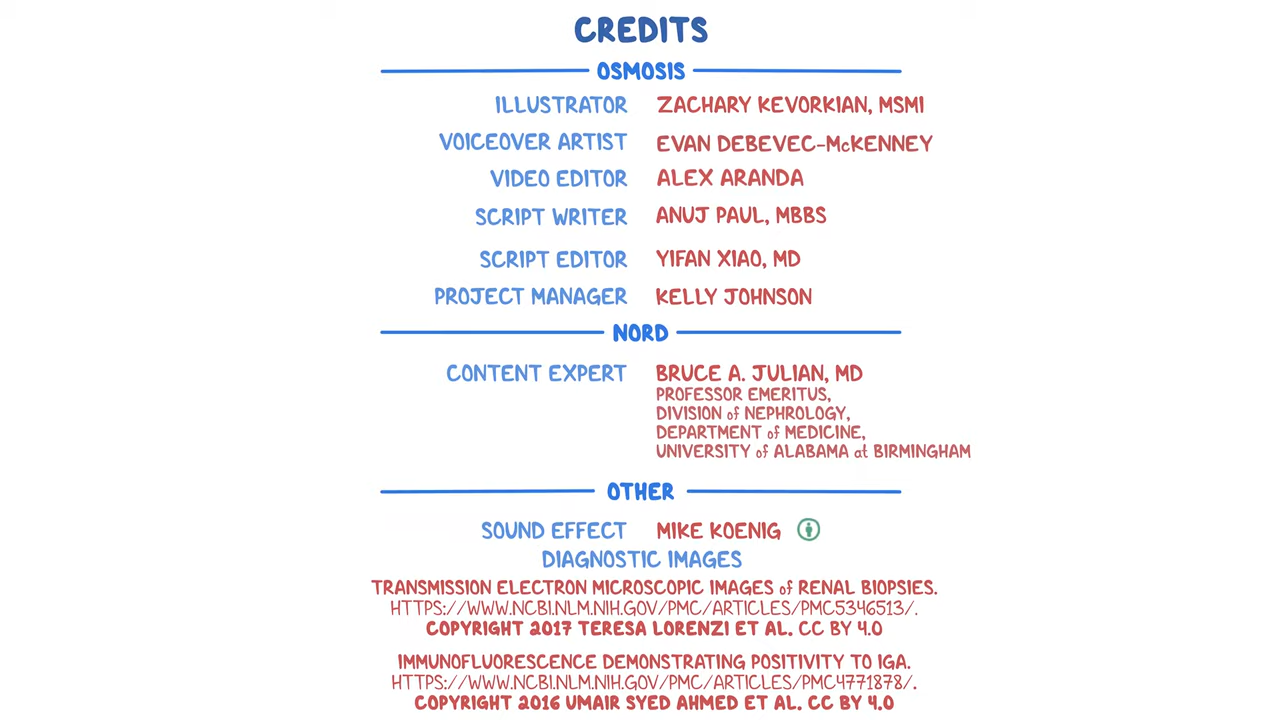 CREDITS
OSMOSIS
ILLUSTRATOR ZACHARY KEVORKIAN, MSMI
VOICEOVER ARTIST EVAN DEBEVEC-McKENNEY
VIDEO EDITOR ALEX ARANDA
SCRIPT WRITER ANUJ PAUL, MBBS
SCRIPT EDITOR YIFAN XIAO, MD
PROJECT MANAGER KELLY JOHNSON
NORD
CONTENT EXPERT BRUCE A. JULIAN, MD
PROFESSOR EMERITUS,
DIVISION of NEPHROLOGY,
DEPARTMENT of MEDICINE,
UNIVERSITY of ALABAMA at BIRMINGHAM
OTHER
SOUND EFFECT MIKE KOENIG
DIAGNOSTIC IMAGES
TRANSMISSION ELECTRON MICROSCOPIC IMAGES of RENAL BIOPSIES.
HTTPS://WWW.NCBI.NLM.NIH.GOV/PMC/ARTICLES/PMC5346513/.
COPYRIGHT 2017 TERESA LORENZI ET AL. CC BY 4.0
IMMUNOFLUORESCENCE DEMONSTRATING POSITIVITY TO IGA.
HTTPS://WWW.NCBI.NLM.NIH.GOV/PMC/ARTICLES/PMC4771878/.
COPYRIGHT 2016 UMAIR SYED AHMED ET AL. CC BY 4.0